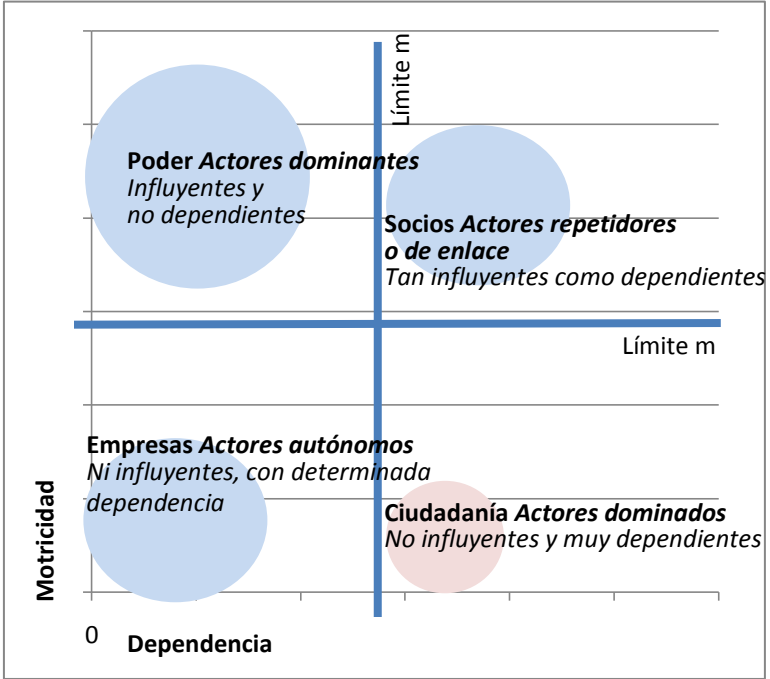 Límite m
Poder Actores dominantes
Influyentes y
no dependientes
Socios Actores repetidores
o de enlace
Tan influyentes como dependientes
Límite m
Empresas Actores autónomos
Ni influyentes, con determinada
dependencia
Ciudadanía Actores dominados
No influyentes y muy dependientes
Motricidad
0
Dependencia